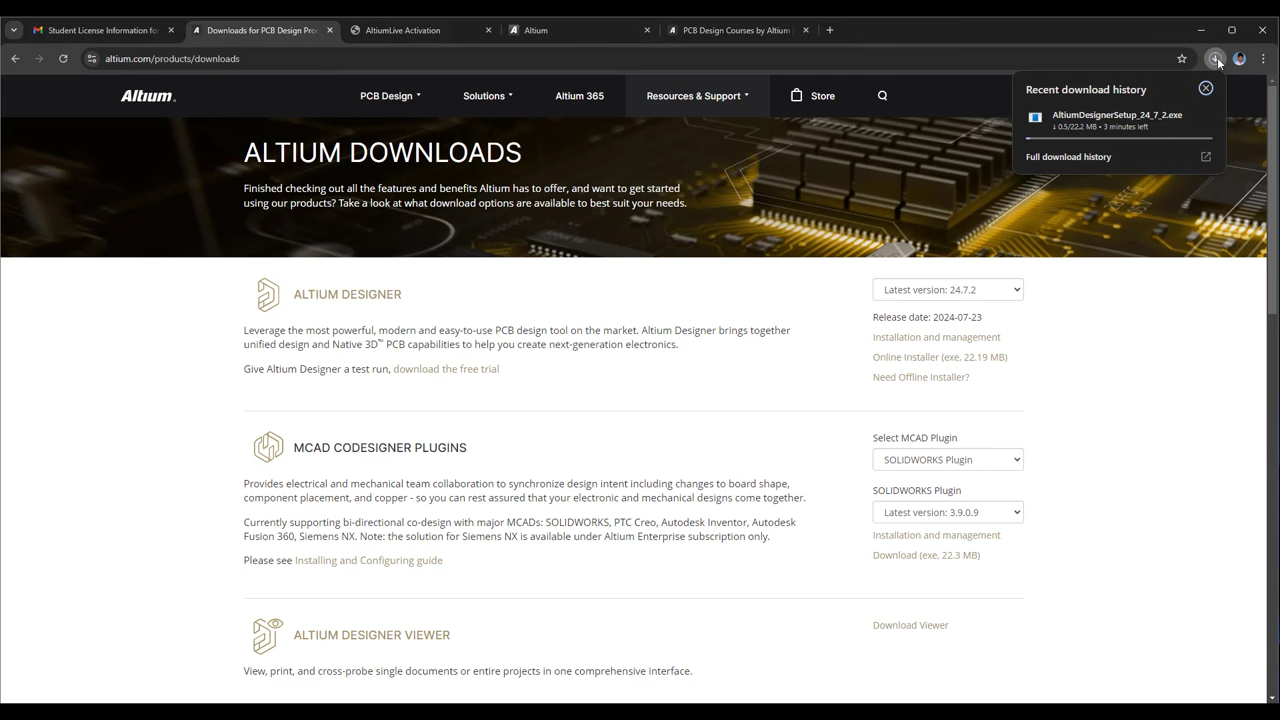 Student License Information for
Downloads for PCB Design Pro
AltiumLive Activation
Altium
PCB Design Courses by Altium
altium.com/products/downloads
Altium
PCB Design
Solutions
Altium 365
Resources & Support
Store
Recent download history
AltiumDesignerSetup_24_7_2.exe
↓ 0.5/22.2 MB • 3 minutes left
Full download history
ALTIUM DOWNLOADS
Finished checking out all the features and benefits Altium has to offer, and want to get started
using our products? Take a look at what download options are available to best suit your needs.
ALTIUM DESIGNER
Leverage the most powerful, modern and easy-to-use PCB design tool on the market. Altium Designer brings together
unified design and Native 3D™ PCB capabilities to help you create next-generation electronics.
Give Altium Designer a test run, download the free trial
Latest version: 24.7.2
Release date: 2024-07-23
Installation and management
Online Installer (exe, 22.19 MB)
Need Offline Installer?
MCAD CODESIGNER PLUGINS
Provides electrical and mechanical team collaboration to synchronize design intent including changes to board shape,
component placement, and copper - so you can rest assured that your electronic and mechanical designs come together.
Currently supporting bi-directional co-design with major MCADs: SOLIDWORKS, PTC Creo, Autodesk Inventor, Autodesk
Fusion 360, Siemens NX. Note: the solution for Siemens NX is available under Altium Enterprise subscription only.
Please see Installing and Configuring guide
Select MCAD Plugin
SOLIDWORKS Plugin
SOLIDWORKS Plugin
Latest version: 3.9.0.9
Installation and management
Download (exe, 22.3 MB)
ALTIUM DESIGNER VIEWER
View, print, and cross-probe single documents or entire projects in one comprehensive interface.
Download Viewer